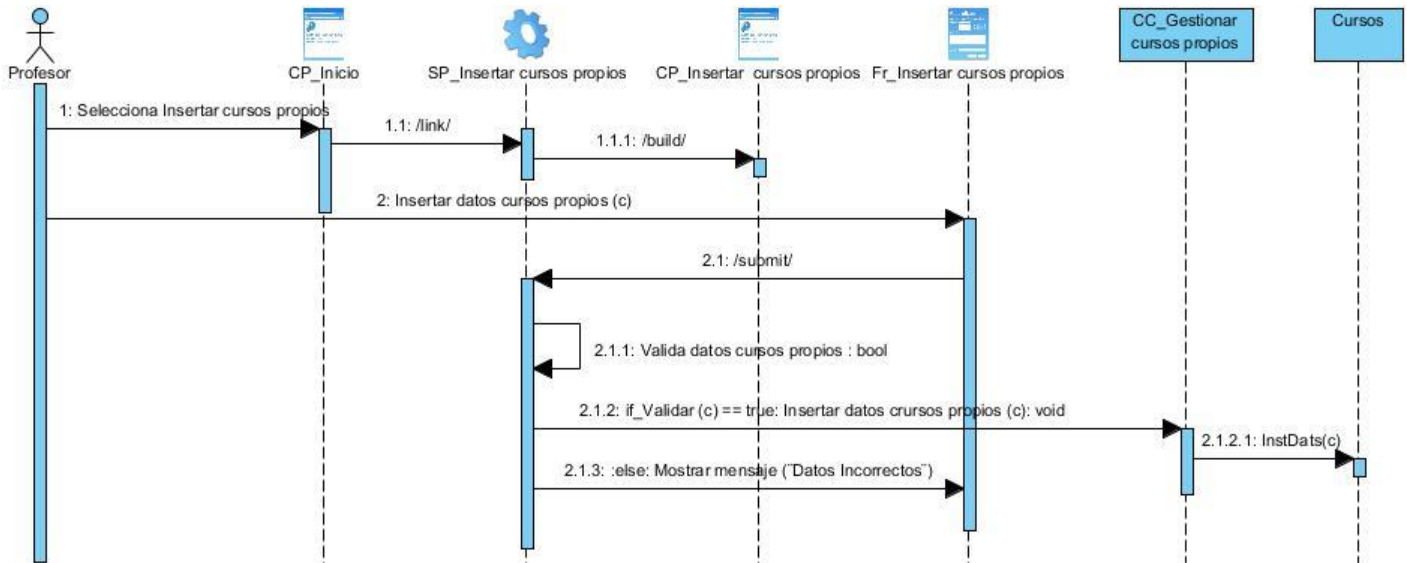 CC_Gestionar
cursos propios
Cursos
Profesor
CP_Inicio
SP_Insertar cursos propios
CP_Insertar cursos propios
Fr_Insertar cursos propios
1: Selecciona Insertar cursos propios
1.1: /link/
1.1.1: /build/
2: Insertar datos cursos propios (c)
2.1: /submit/
2.1.1: Valida datos cursos propios : bool
2.1.2: if_Validar (c) == true: Insertar datos crursos propios (c): void
2.1.2.1: InstDats(c)
2.1.3: :else: Mostrar mensaje (¨Datos Incorrectos¨)